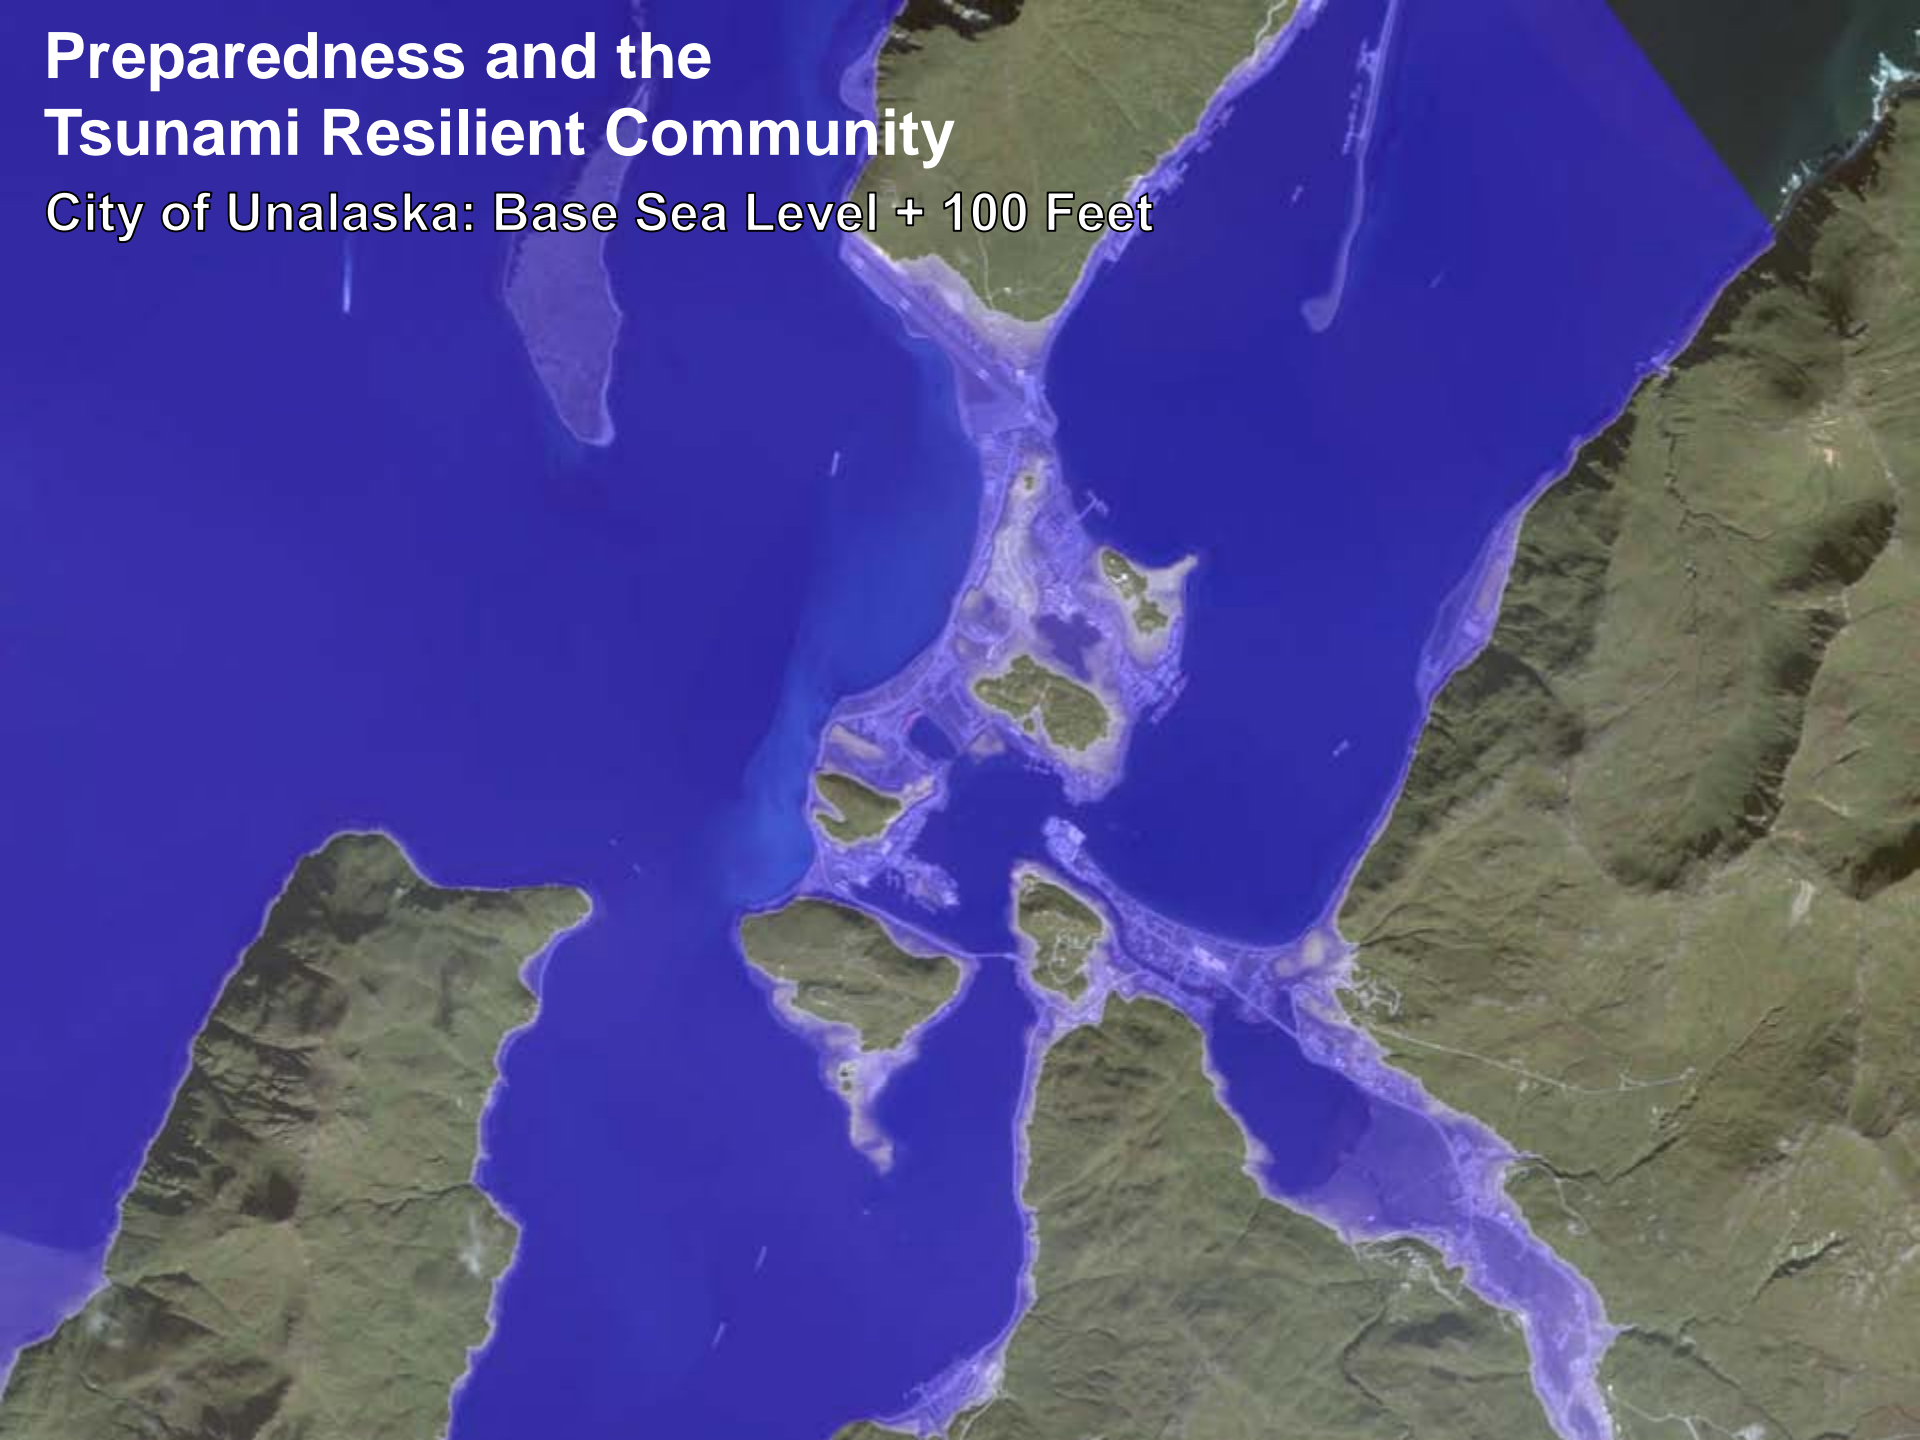 Preparedness and the
Tsunami Resilient Community
City of Unalaska: Base Sea Level + 100 Feet